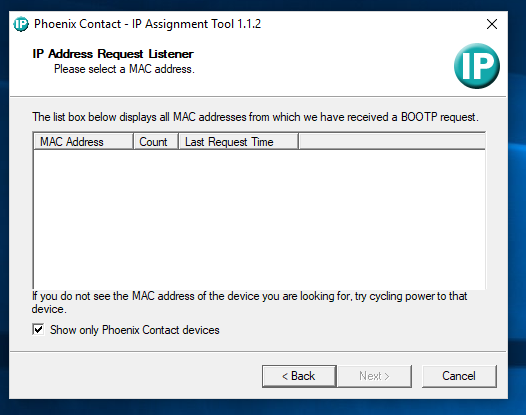 Phoenix Contact - IP Assignment Tool 1.1.2
IP Address Request Listener
Please select a MAC address.
IP
The list box below displays all MAC addresses from which we have received a BOOTP request.
MAC Address Count Last Request Time
If you do not see the MAC address of the device you are looking for, try cycling power to that
device.
Show only Phoenix Contact devices
< Back Next > Cancel